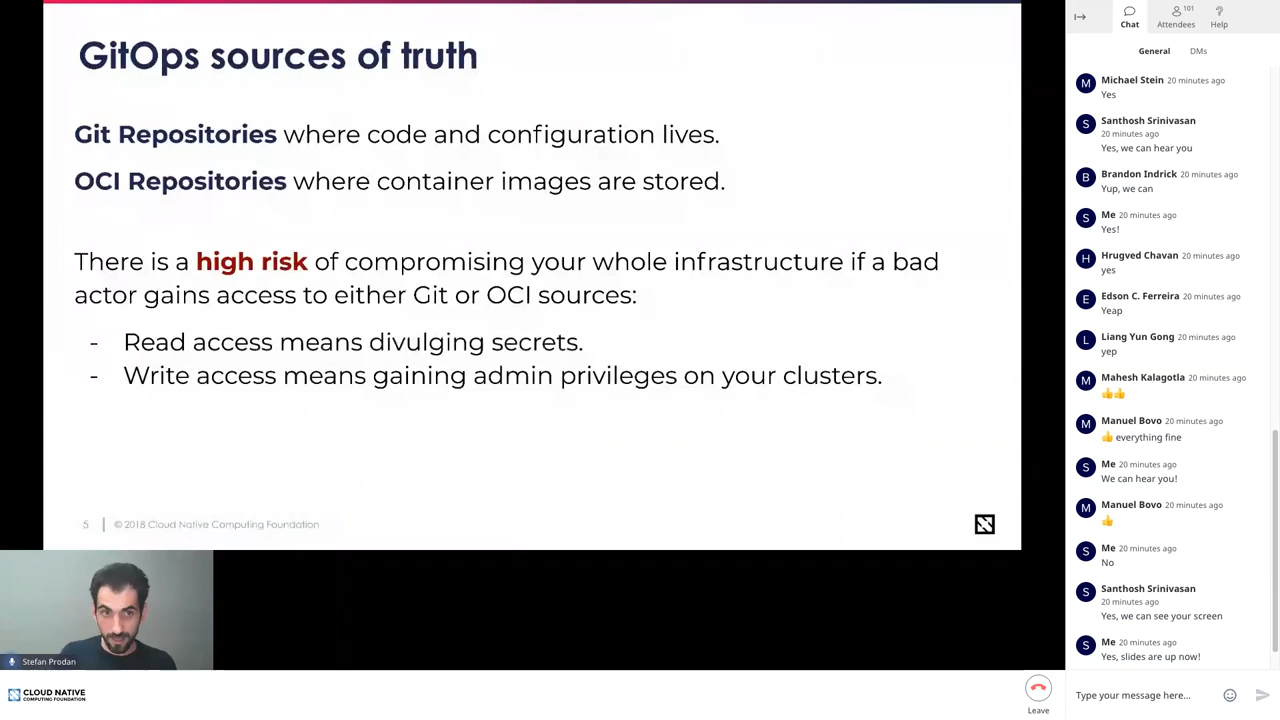 GitOps sources of truth
Git Repositories where code and configuration lives.
OCI Repositories where container images are stored.
There is a high risk of compromising your whole infrastructure if a bad
actor gains access to either Git or OCI sources:
- Read access means divulging secrets.
- Write access means gaining admin privileges on your clusters.
5 | © 2018 Cloud Native Computing Foundation
Stefan Prodan
CLOUD NATIVE
COMPUTING FOUNDATION
Leave
Chat
101
Attendees
?
Help
General DMs
M Michael Stein 20 minutes ago
Yes
S Santhosh Srinivasan
20 minutes ago
Yes, we can hear you
B Brandon Indrick 20 minutes ago
Yup, we can
S Me 20 minutes ago
Yes!
H Hrugved Chavan 20 minutes ago
yes
E Edson C. Ferreira 20 minutes ago
Yeap
L Liang Yun Gong 20 minutes ago
yep
M Mahesh Kalagotla 20 minutes ago
👍👍
M Manuel Bovo 20 minutes ago
👍 everything fine
S Me 20 minutes ago
We can hear you!
M Manuel Bovo 20 minutes ago
👍
S Me 20 minutes ago
No
S Santhosh Srinivasan
20 minutes ago
Yes, we can see your screen
S Me 20 minutes ago
Yes, slides are up now!
Type your message here...